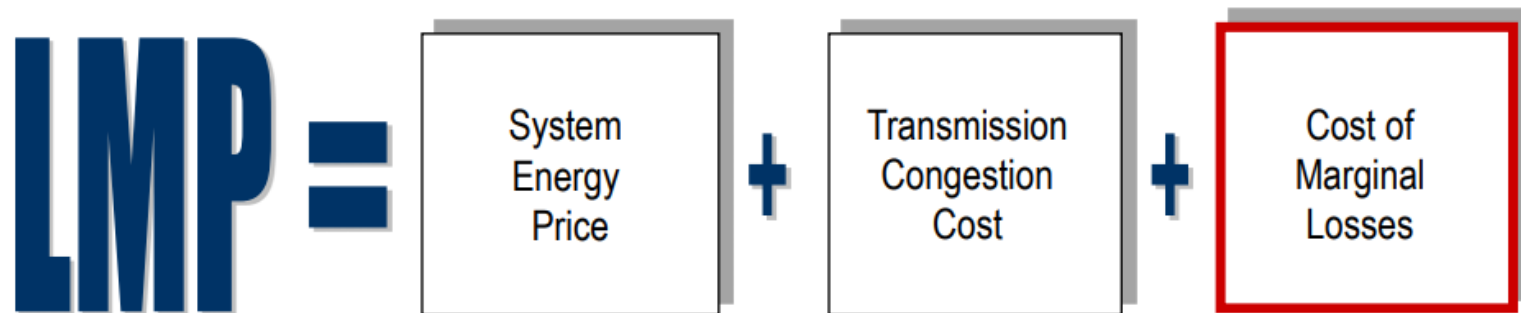 LMP = System Energy Price + Transmission Congestion Cost + Cost of Marginal Losses